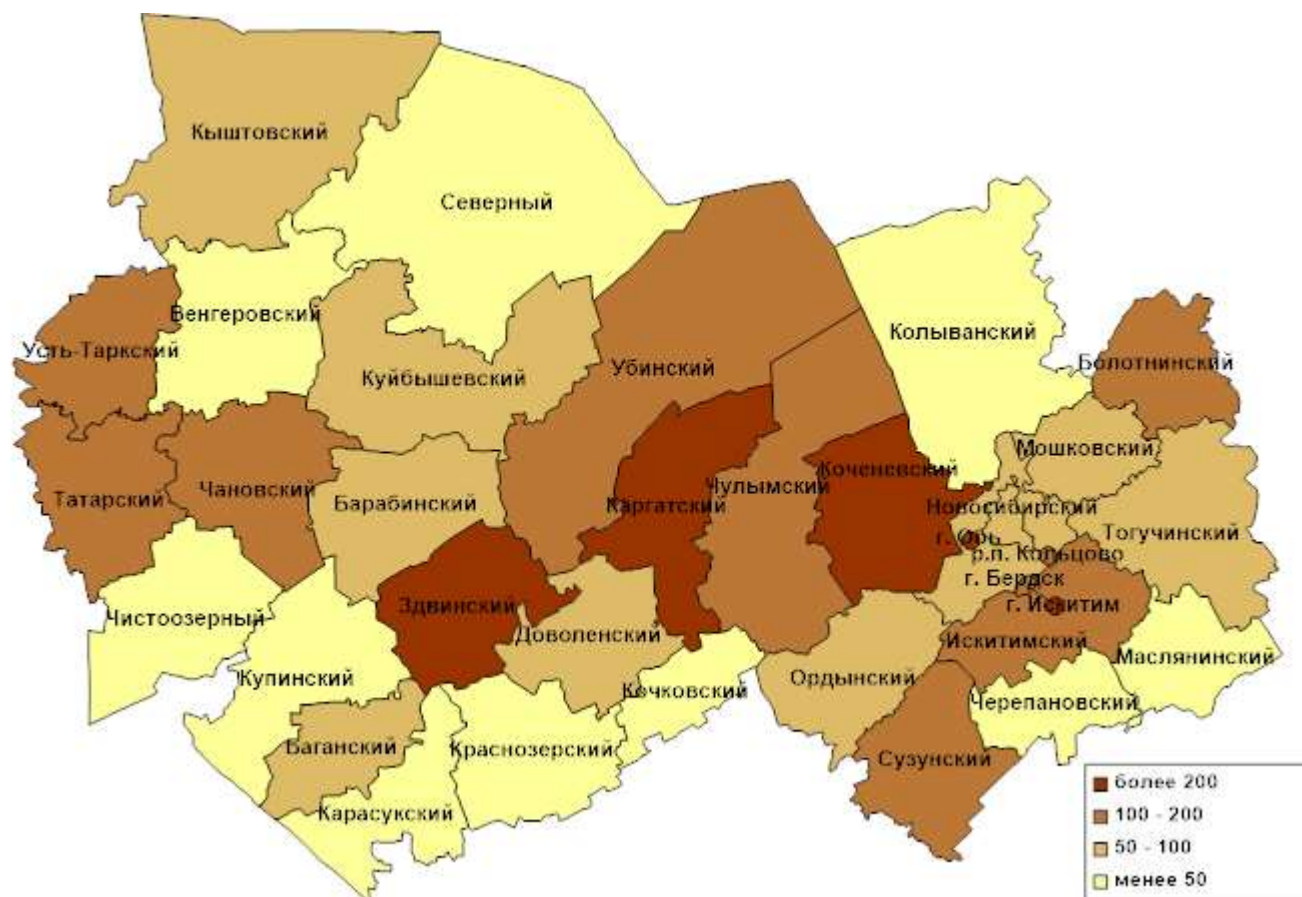 Кыштовский
Северный
Венгеровский
Усть-Таркский
Куйбышевский
Убинский
Колыванский
Болотнинский
Татарский
Чановский
Барабинский
Каргатский
Чулымский
Коченевский
Мошковский
Новосибирский
Тогучинский
г. Обь
р.п. Кольцово
г. Бердск
г. Искитим
Чистоозерный
Здвинский
Доволенский
Искитимский
Маслянинский
Купинский
Кочковский
Ордынский
Черепановский
Баганский
Краснозерский
Сузунский
Карасукский
более 200
100 - 200
50 - 100
менее 50